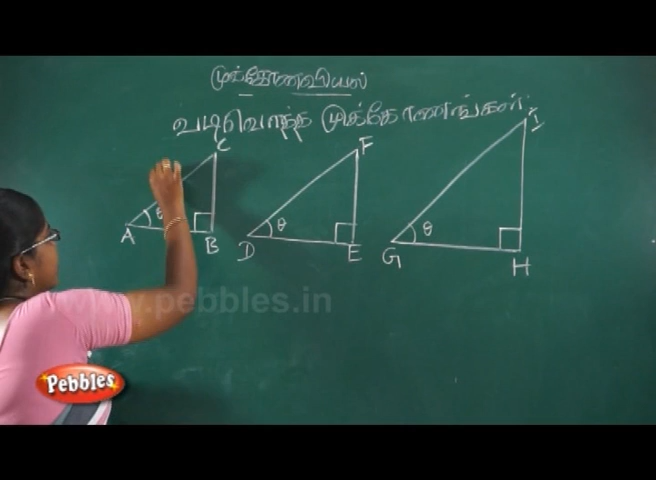 முக்கோணவியல்
வடிவொத்த முக்கோணங்கள்:
C F I
θ θ θ
A B D E G H
www.pebbles.in
Pebbles